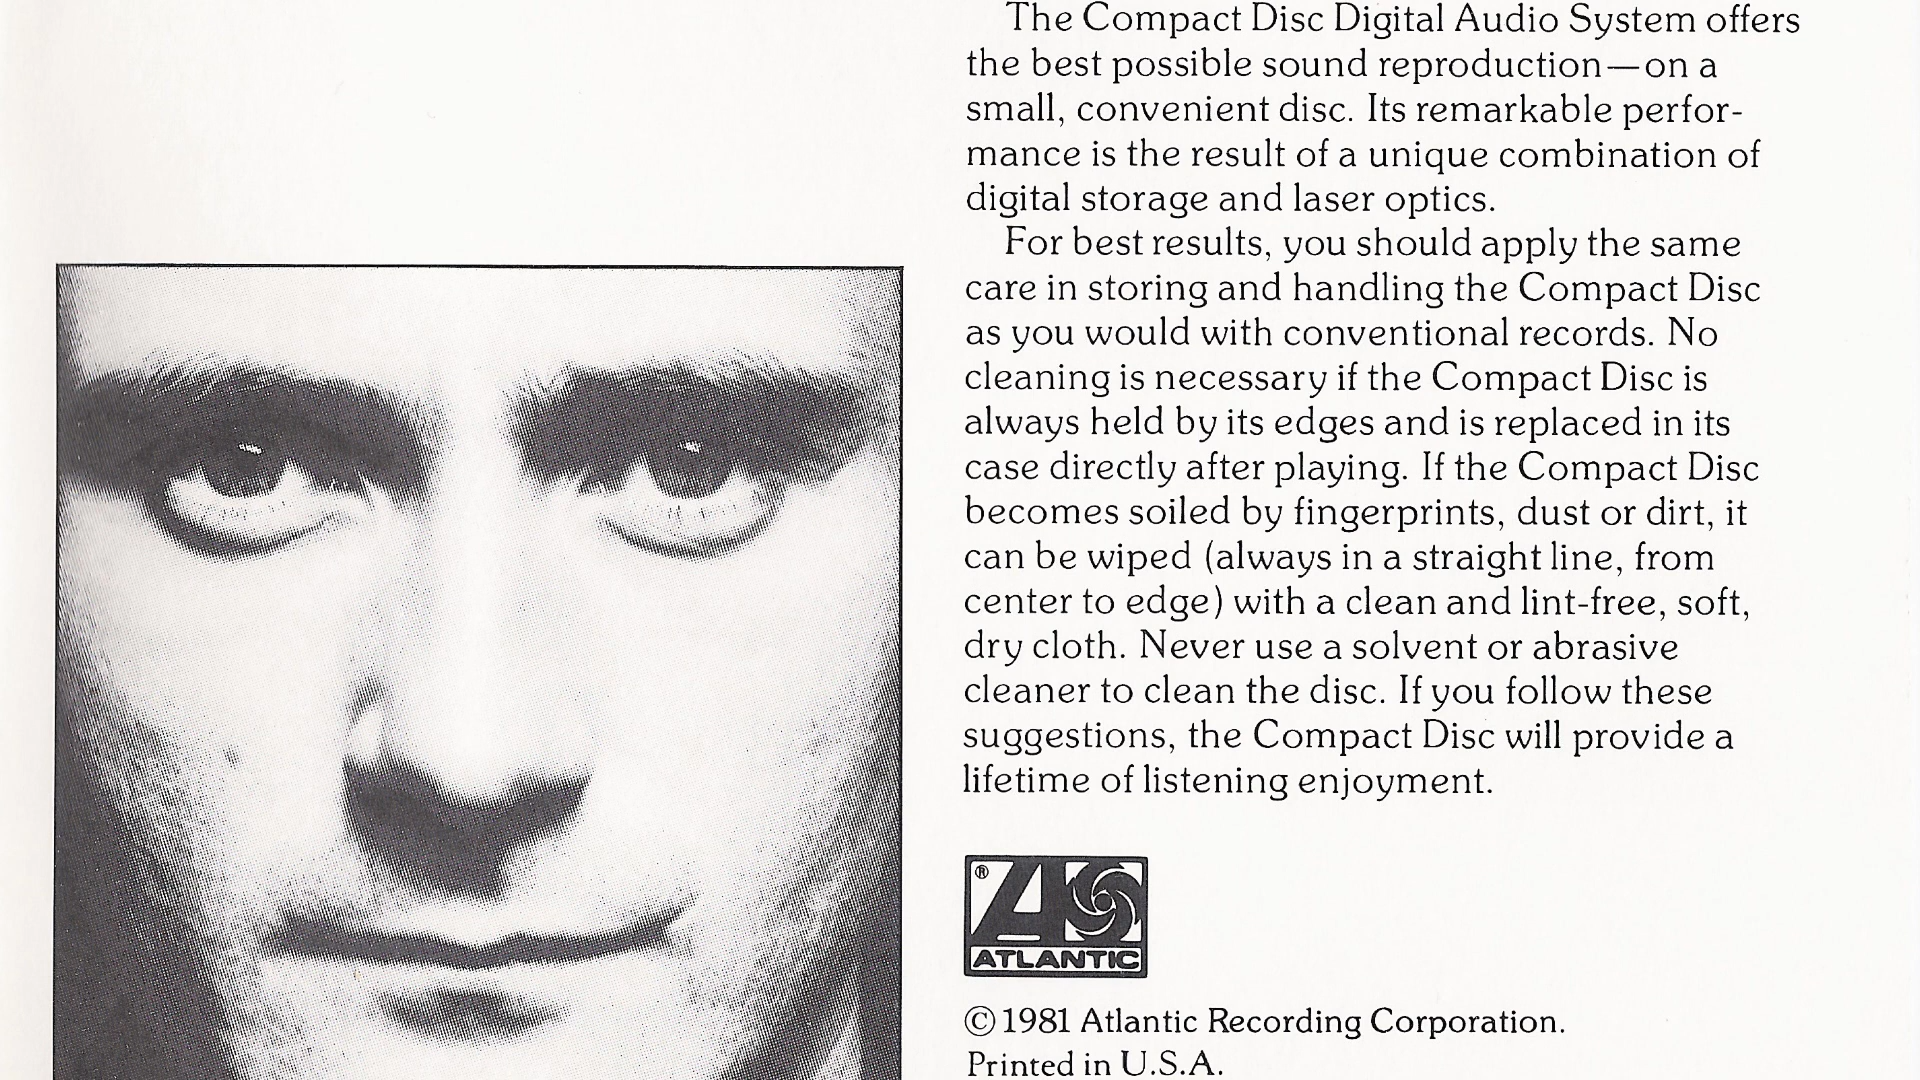 The Compact Disc Digital Audio System offers
the best possible sound reproduction—on a
small, convenient disc. Its remarkable perfor-
mance is the result of a unique combination of
digital storage and laser optics.
For best results, you should apply the same
care in storing and handling the Compact Disc
as you would with conventional records. No
cleaning is necessary if the Compact Disc is
always held by its edges and is replaced in its
case directly after playing. If the Compact Disc
becomes soiled by fingerprints, dust or dirt, it
can be wiped (always in a straight line, from
center to edge) with a clean and lint-free, soft,
dry cloth. Never use a solvent or abrasive
cleaner to clean the disc. If you follow these
suggestions, the Compact Disc will provide a
lifetime of listening enjoyment.
®
ATLANTIC
©1981 Atlantic Recording Corporation.
Printed in U.S.A.